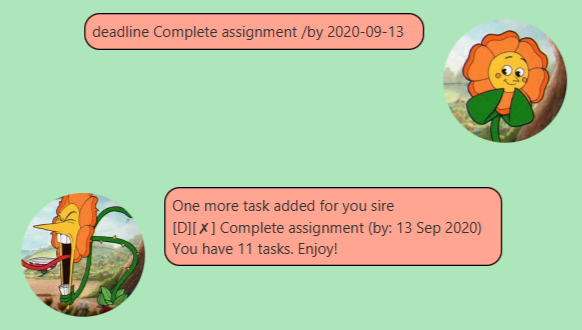 deadline Complete assignment /by 2020-09-13
One more task added for you sire
[D][✗] Complete assignment (by: 13 Sep 2020)
You have 11 tasks. Enjoy!